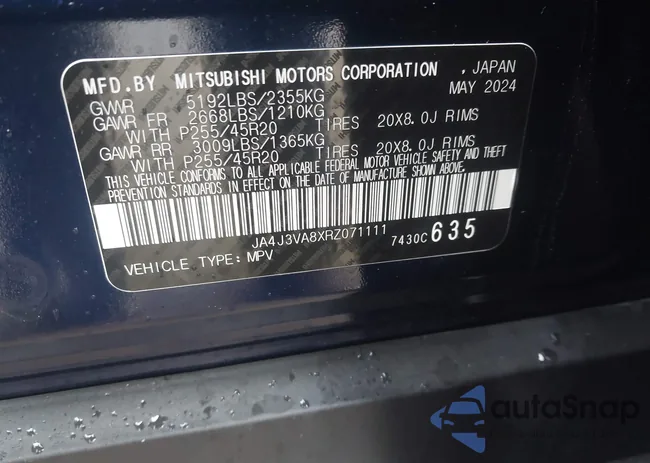 MFD.BY MITSUBISHI MOTORS CORPORATION , JAPAN
GVWR 5192LBS/2355KG MAY 2024
GAWR FR 2668LBS/1210KG
WITH P255/45R20 TIRES 20X8.0J RIMS
GAWR RR 3009LBS/1365KG
WITH P255/45R20 TIRES 20X8.0J RIMS
THIS VEHICLE CONFORMS TO ALL APPLICABLE FEDERAL MOTOR VEHICLE SAFETY AND THEFT
PREVENTION STANDARDS IN EFFECT ON THE DATE OF MANUFACTURE SHOWN ABOVE.
JA4J3VA8XRZ071111 7430C 635
VEHICLE TYPE: MPV
autoSnap